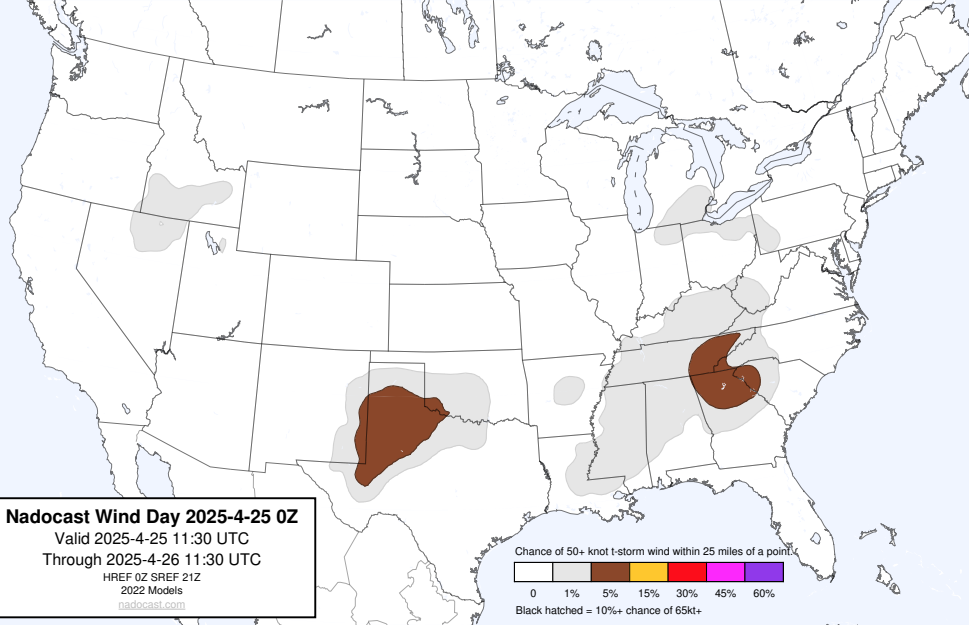 Nadocast Wind Day 2025-4-25 0Z
Valid 2025-4-25 11:30 UTC
Through 2025-4-26 11:30 UTC
HREF 0Z SREF 21Z
2022 Models
nadocast.com
Chance of 50+ knot t-storm wind within 25 miles of a point.
0 1% 5% 15% 30% 45% 60%
Black hatched = 10%+ chance of 65kt+